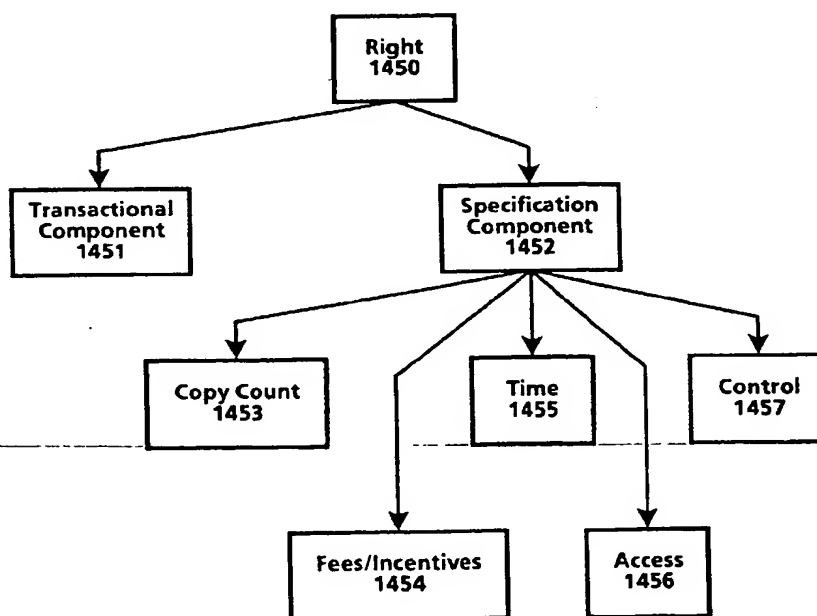 Right
1450
Transactional
Component
1451
Specification
Component
1452
Copy Count
1453
Time
1455
Control
1457
Fees/Incentives
1454
Access
1456